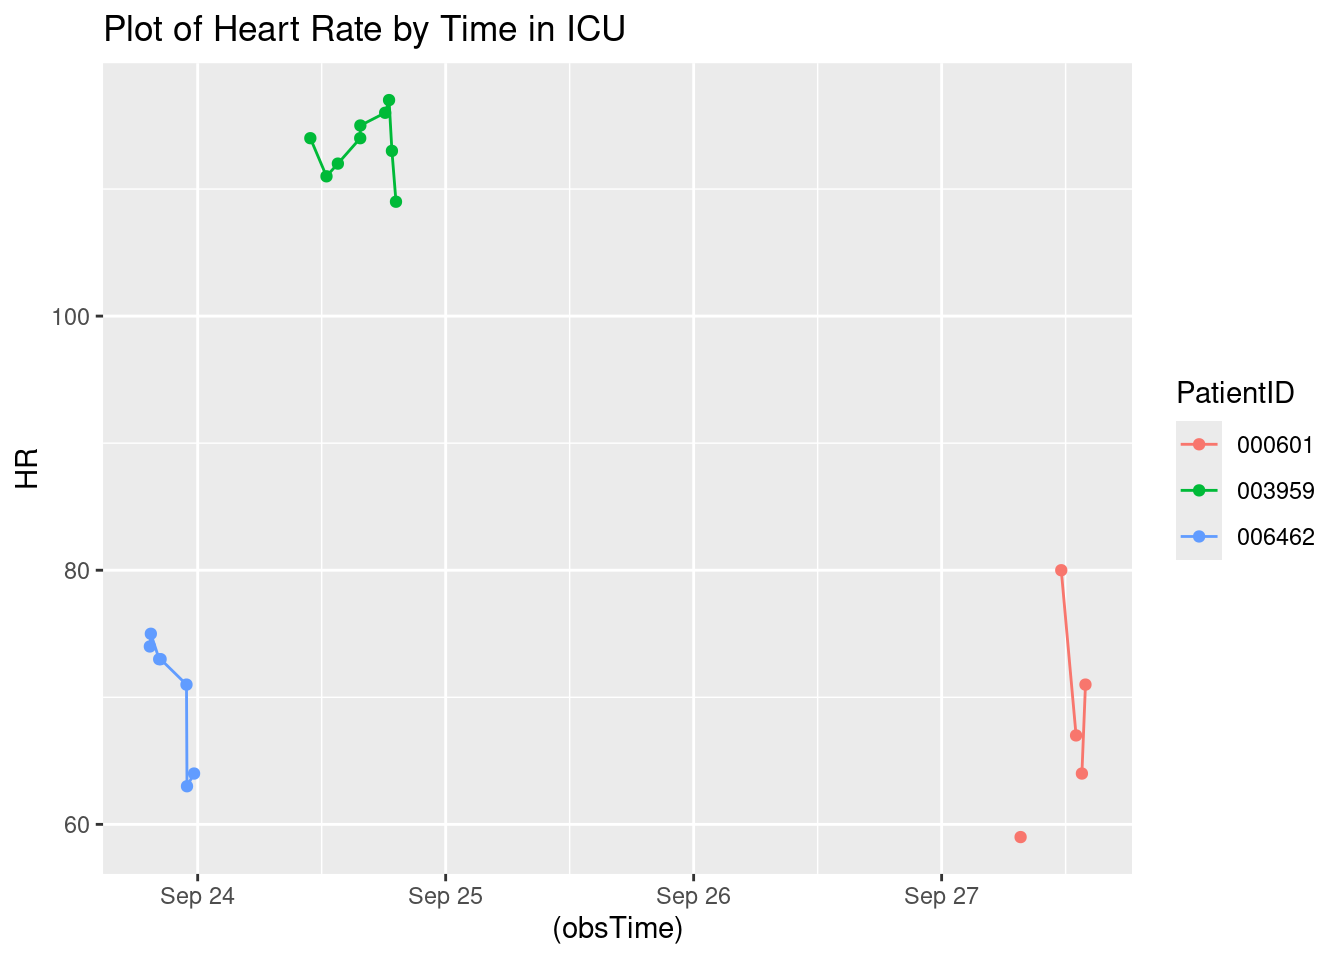 Plot of Heart Rate by Time in ICU
HR
100
80
60
Sep 24
Sep 25
Sep 26
Sep 27
(obsTime)
PatientID
000601
003959
006462